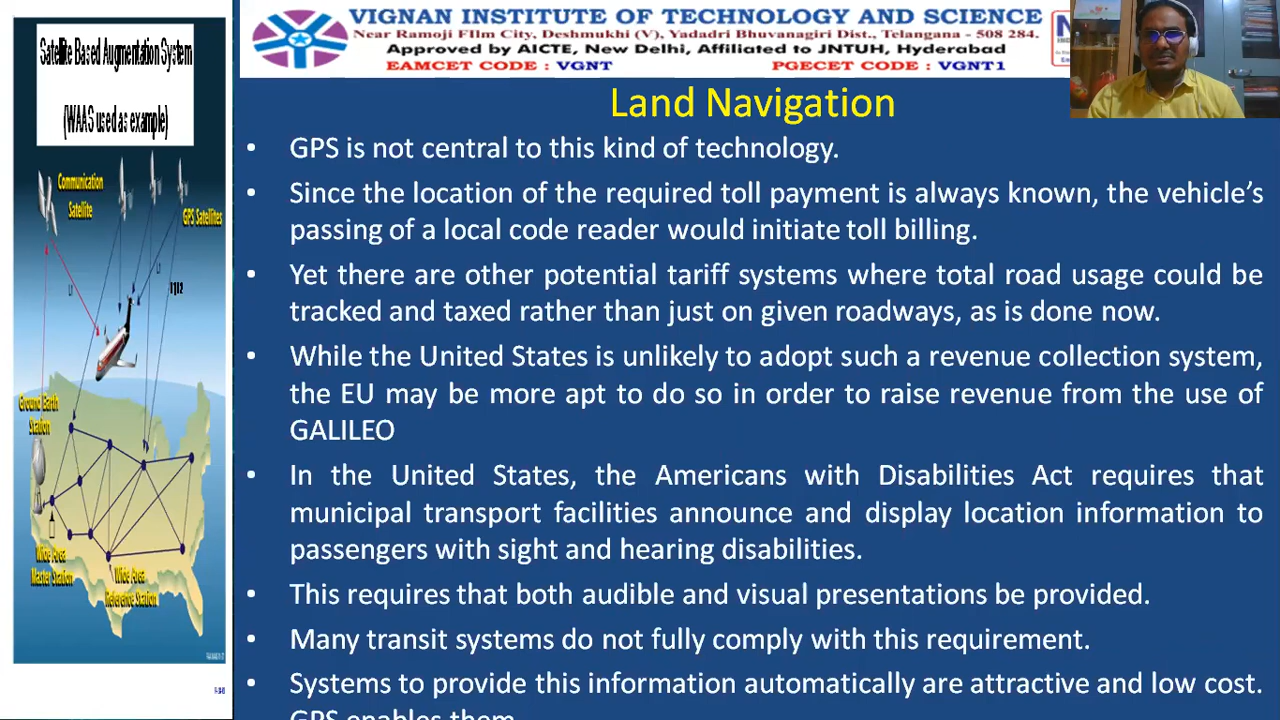 Satellite Based Augmentation System
(WAAS used as example)
Communication
Satellite
GPS Satellites
L1
L1
L1 L2
Ground Earth
Station
Wide Area
Master Station
Wide Area
Reference Station
VIGNAN INSTITUTE OF TECHNOLOGY AND SCIENCE
Near Ramoji FIlm City, Deshmukhi (V), Yadadri Bhuvanagiri Dist., Telangana - 508 284.
Approved by AICTE, New Delhi, Affiliated to JNTUH, Hyderabad
EAMCET CODE : VGNT PGECET CODE : VGNT1
Land Navigation
• GPS is not central to this kind of technology.
• Since the location of the required toll payment is always known, the vehicle's
passing of a local code reader would initiate toll billing.
• Yet there are other potential tariff systems where total road usage could be
tracked and taxed rather than just on given roadways, as is done now.
• While the United States is unlikely to adopt such a revenue collection system,
the EU may be more apt to do so in order to raise revenue from the use of
GALILEO
• In the United States, the Americans with Disabilities Act requires that
municipal transport facilities announce and display location information to
passengers with sight and hearing disabilities.
• This requires that both audible and visual presentations be provided.
• Many transit systems do not fully comply with this requirement.
• Systems to provide this information automatically are attractive and low cost.
GPS enables them